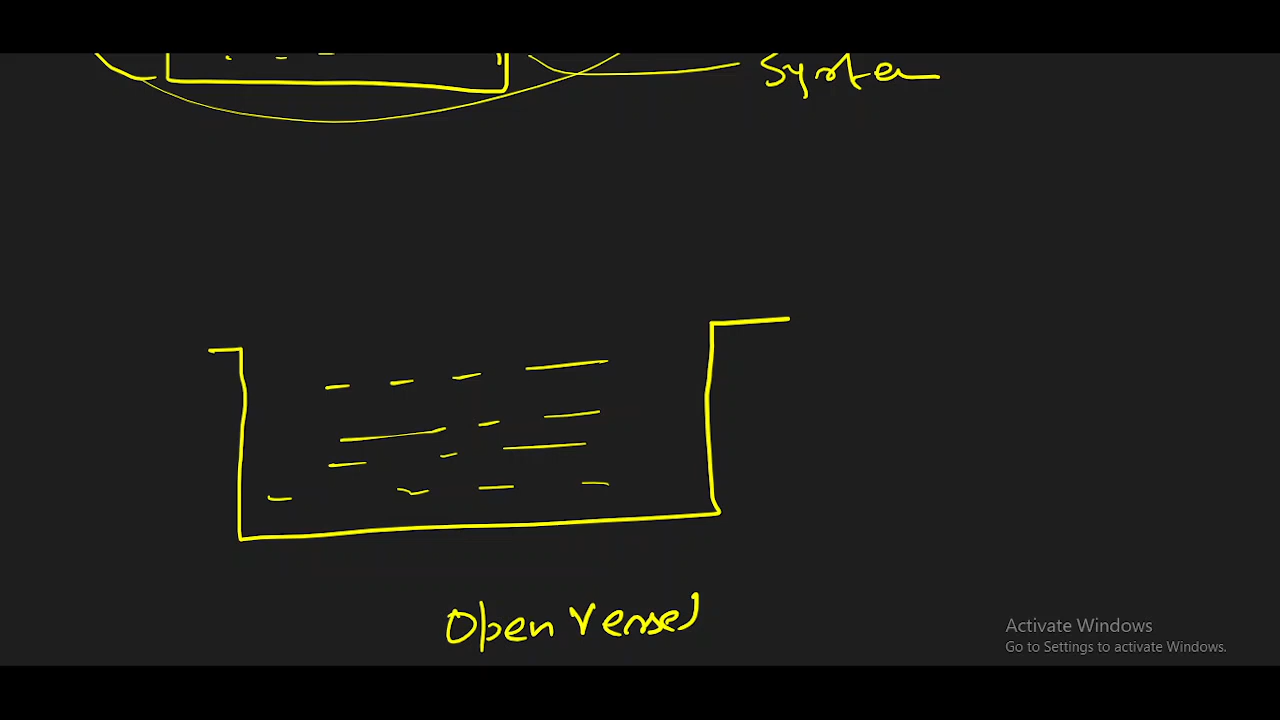 System
Open Vessel
Activate Windows
Go to Settings to activate Windows.